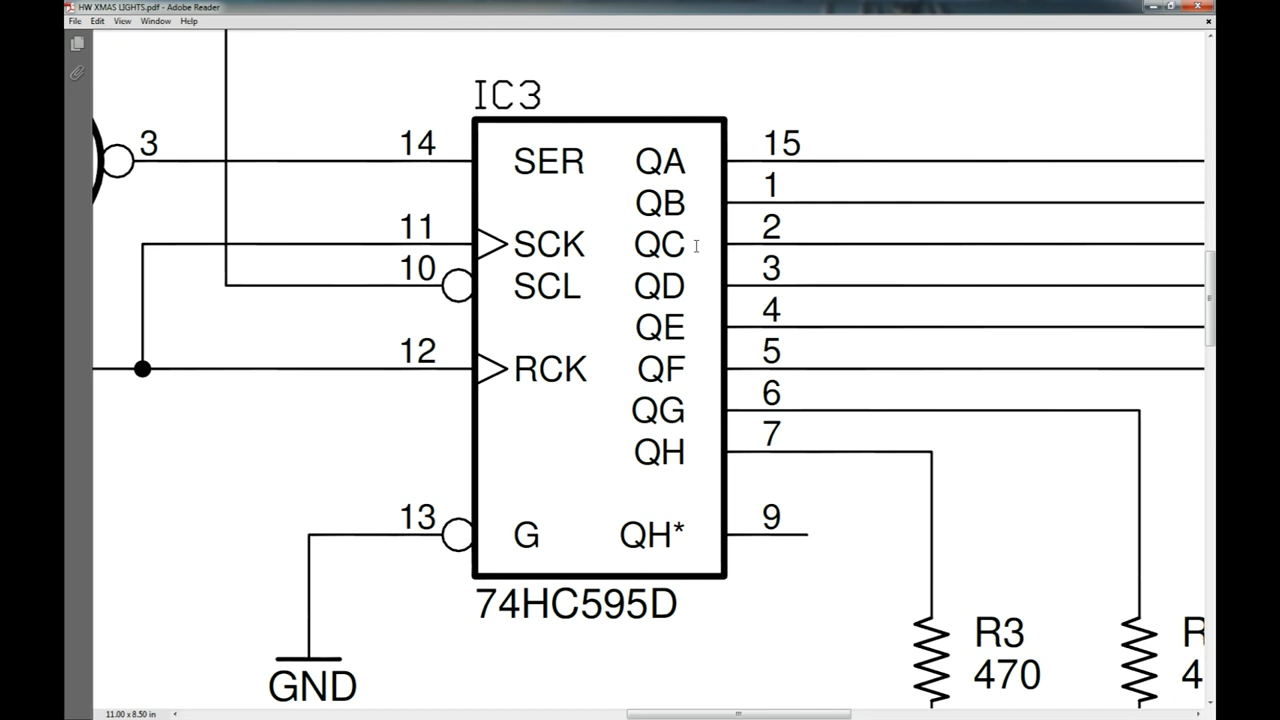 HW XMAS LIGHTS.pdf - Adobe Reader
File Edit View Window Help
IC3
3
14 SER QA 15
QB 1
11 SCK QC 2
10 SCL QD 3
QE 4
12 RCK QF 5
QG 6
QH 7
13 G QH* 9
74HC595D
R3
470
R
4
GND
11.00 x 8.50 in